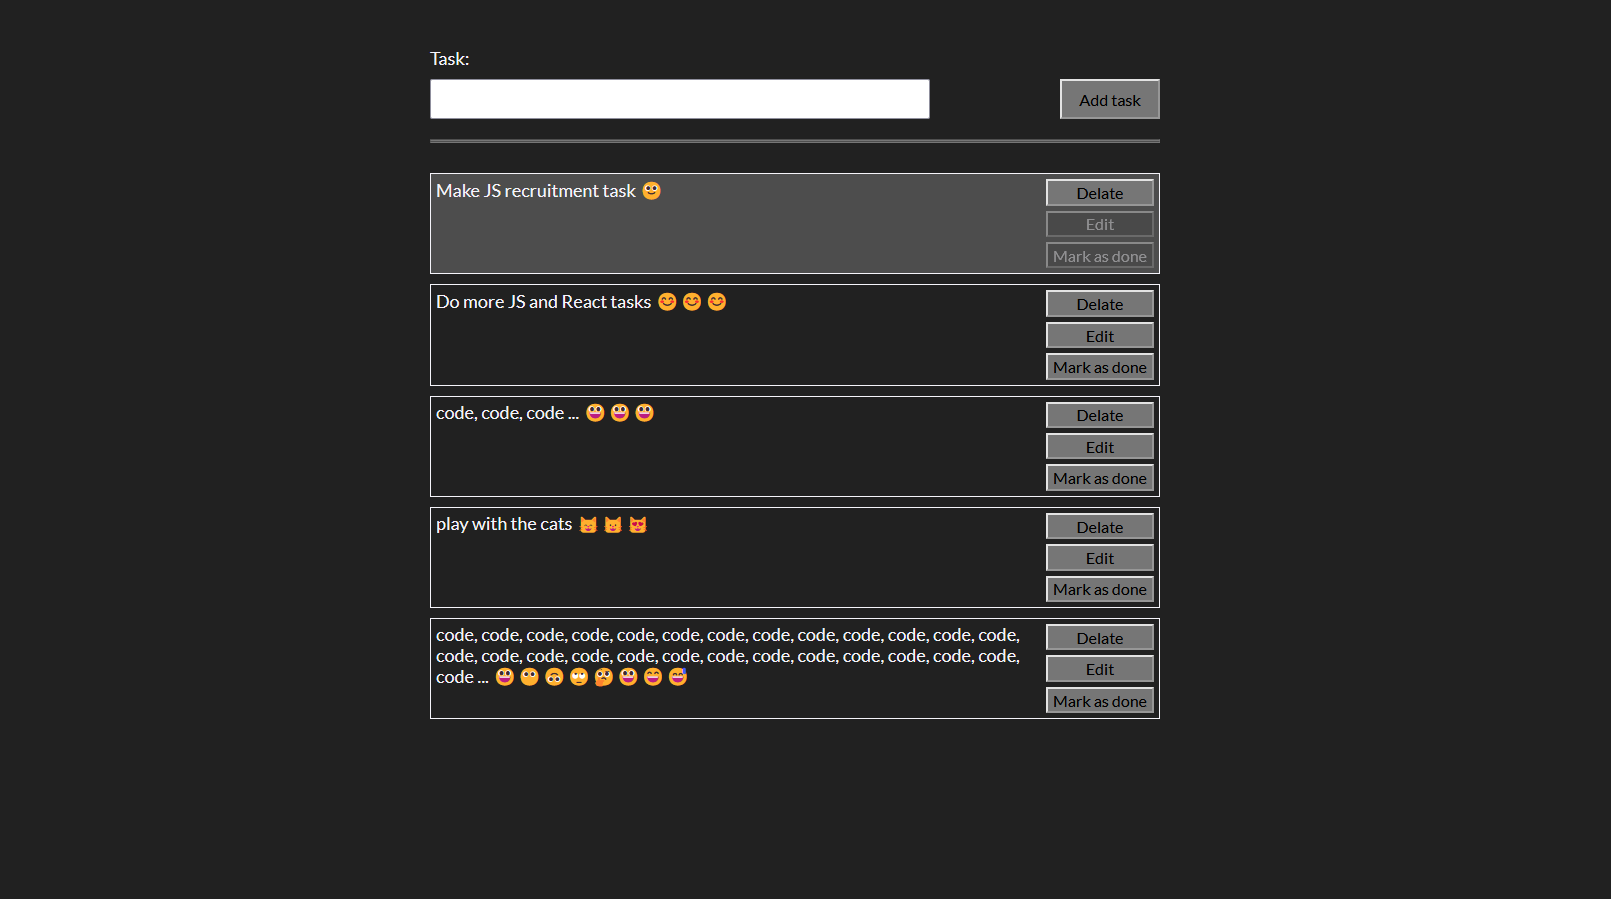 Task:
Add task
Make JS recruitment task 🙂
Delate
Edit
Mark as done
Do more JS and React tasks 😊 😊 😊
Delate
Edit
Mark as done
code, code, code ... 😃 😃 😃
Delate
Edit
Mark as done
play with the cats 😺 😺 😻
Delate
Edit
Mark as done
code, code, code, code, code, code, code, code, code, code, code, code, code,
code, code, code, code, code, code, code, code, code, code, code, code, code,
code ... 😃 😶 🙃 🙄 🤔 😃 😄 😅
Delate
Edit
Mark as done